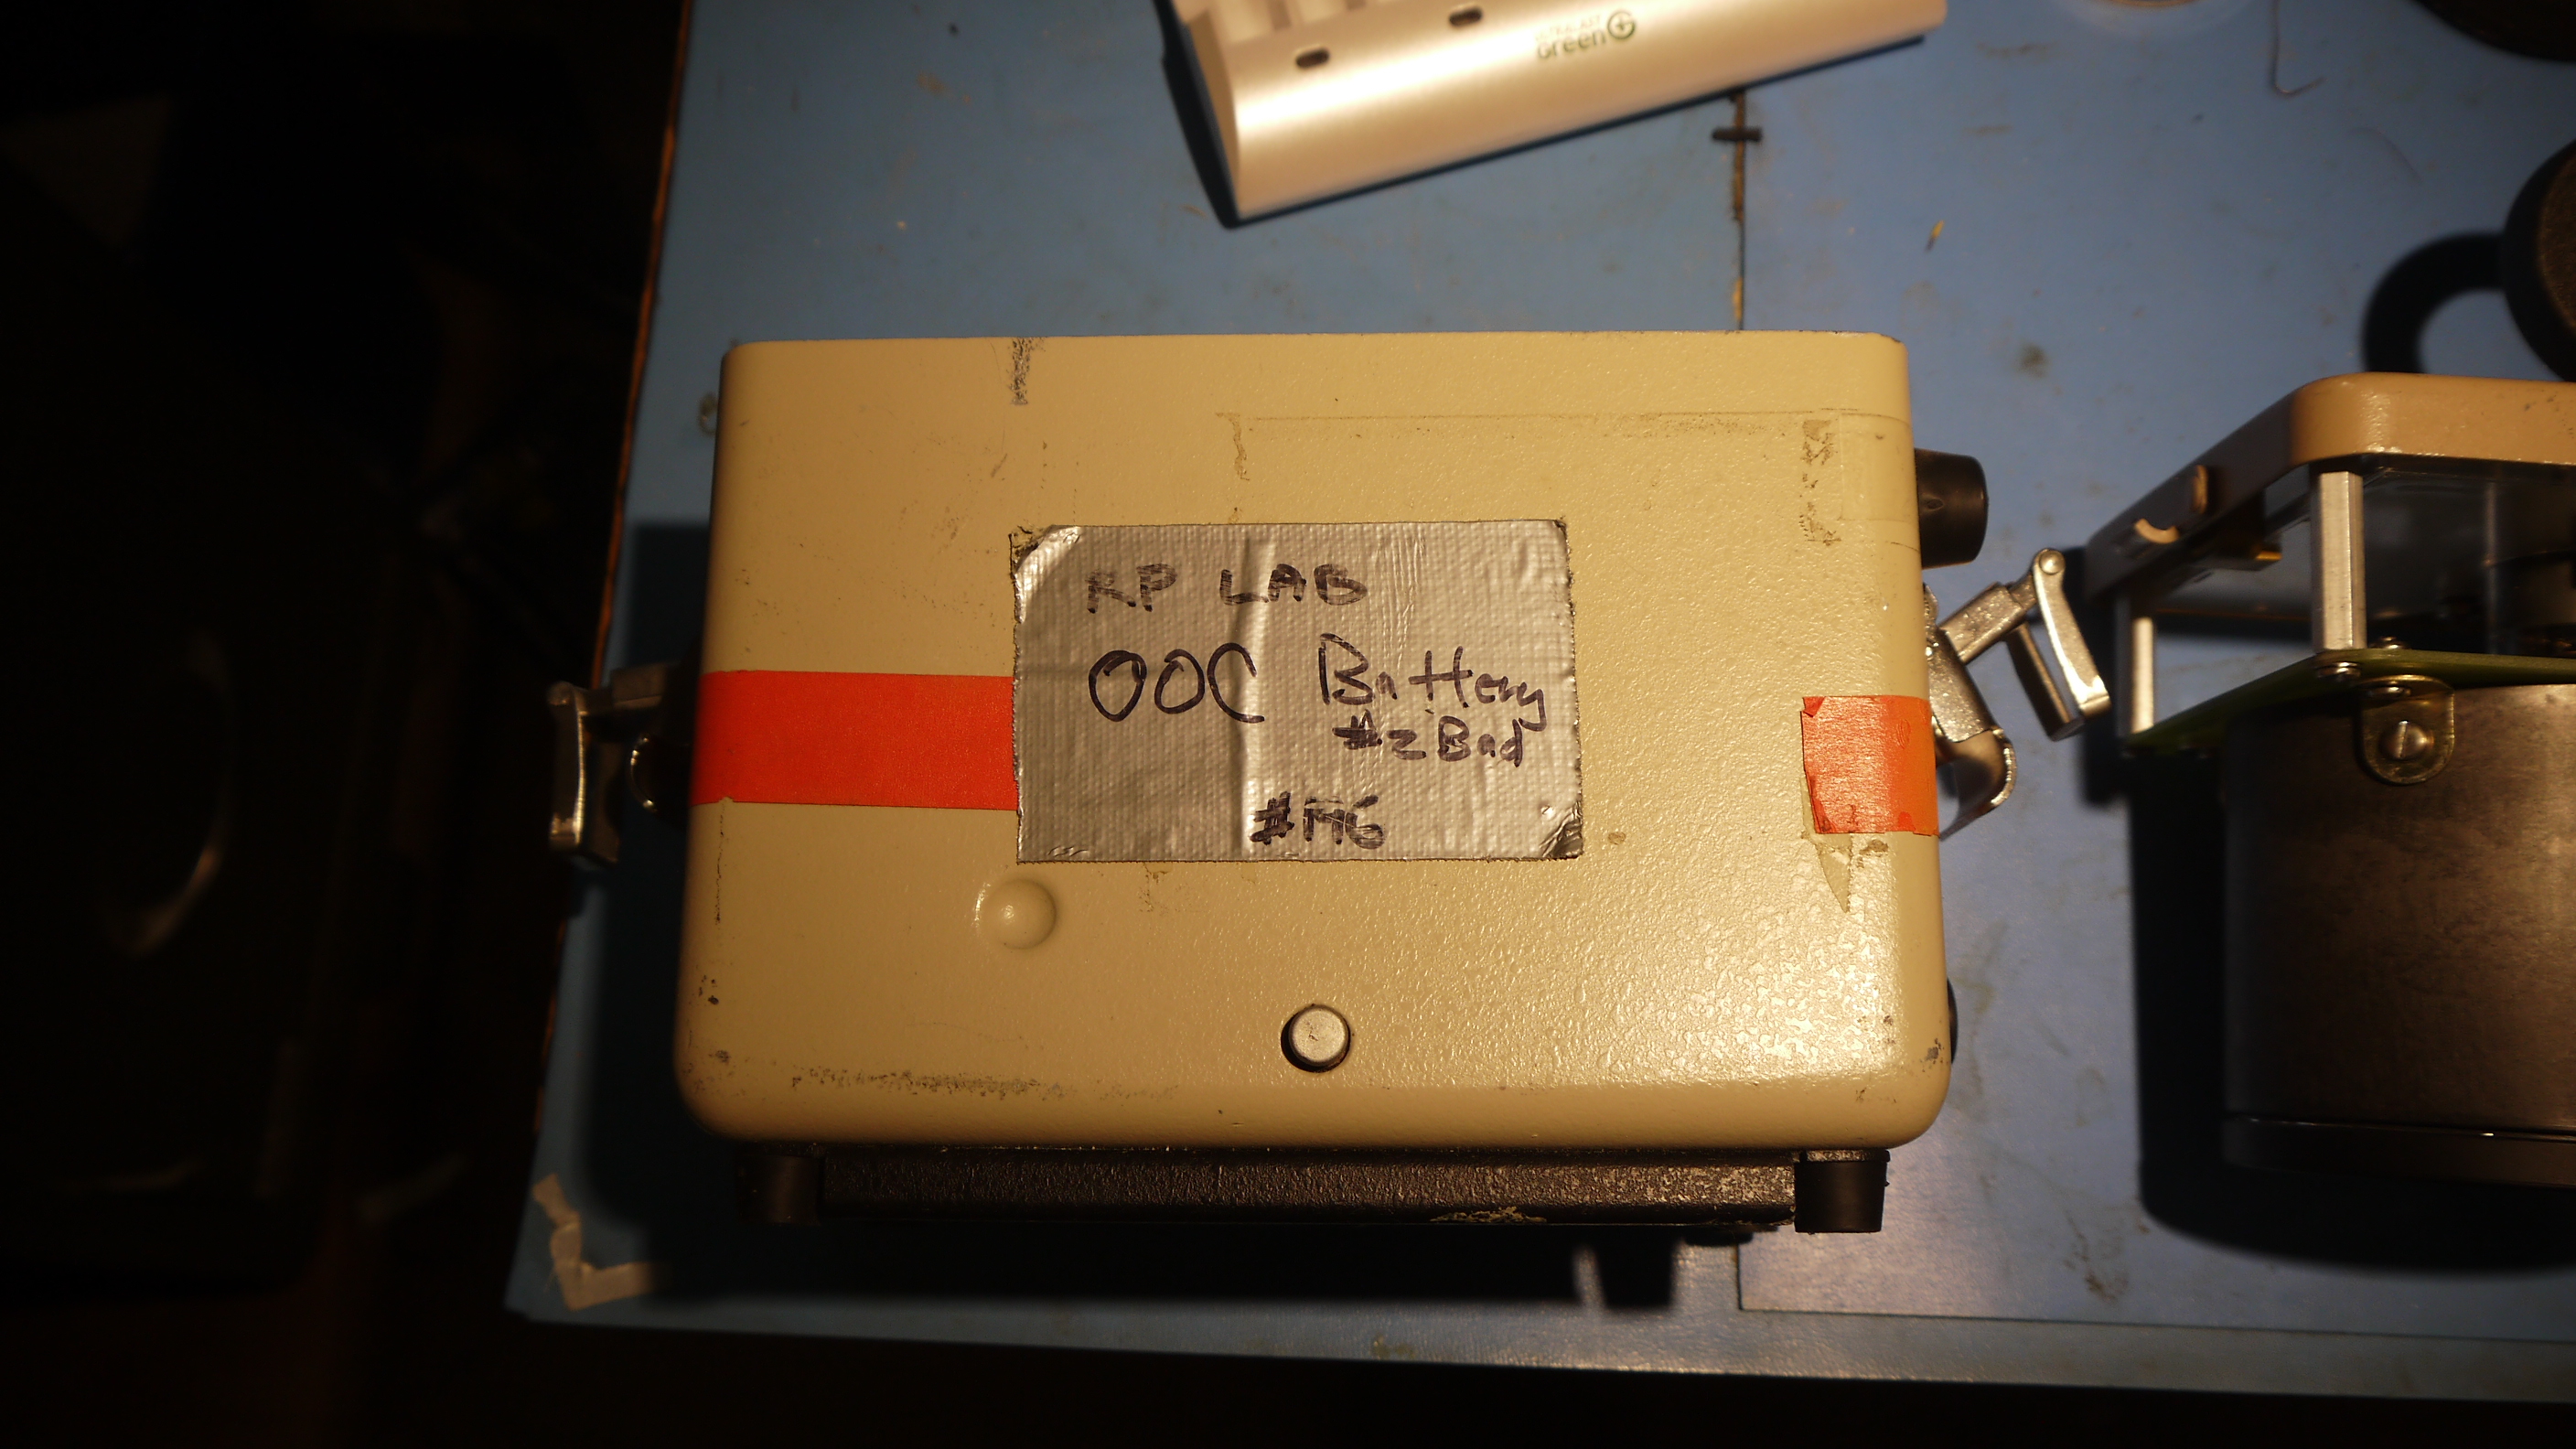 Green
RP LAB
OOC Battery
#2 Bad
#M6